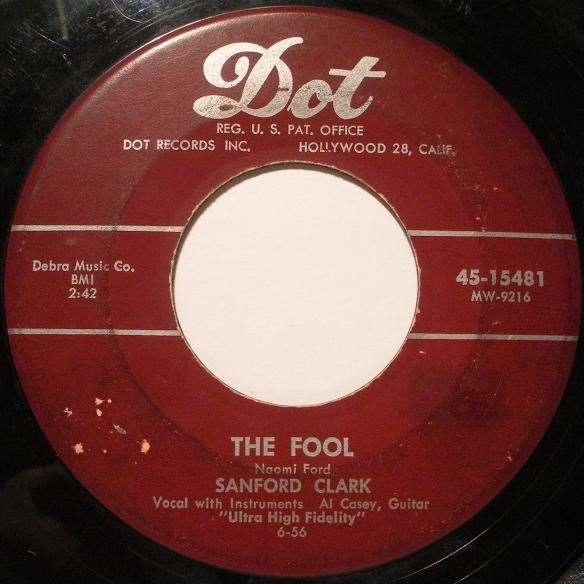 Dot
REG. U. S. PAT. OFFICE
DOT RECORDS INC. HOLLYWOOD 28, CALIF.
Debra Music Co.
BMI
2:42
45-15481
MW-9216
THE FOOL
Naomi Ford
SANFORD CLARK
Vocal with Instruments Al Casey, Guitar
"Ultra High Fidelity"
6-56